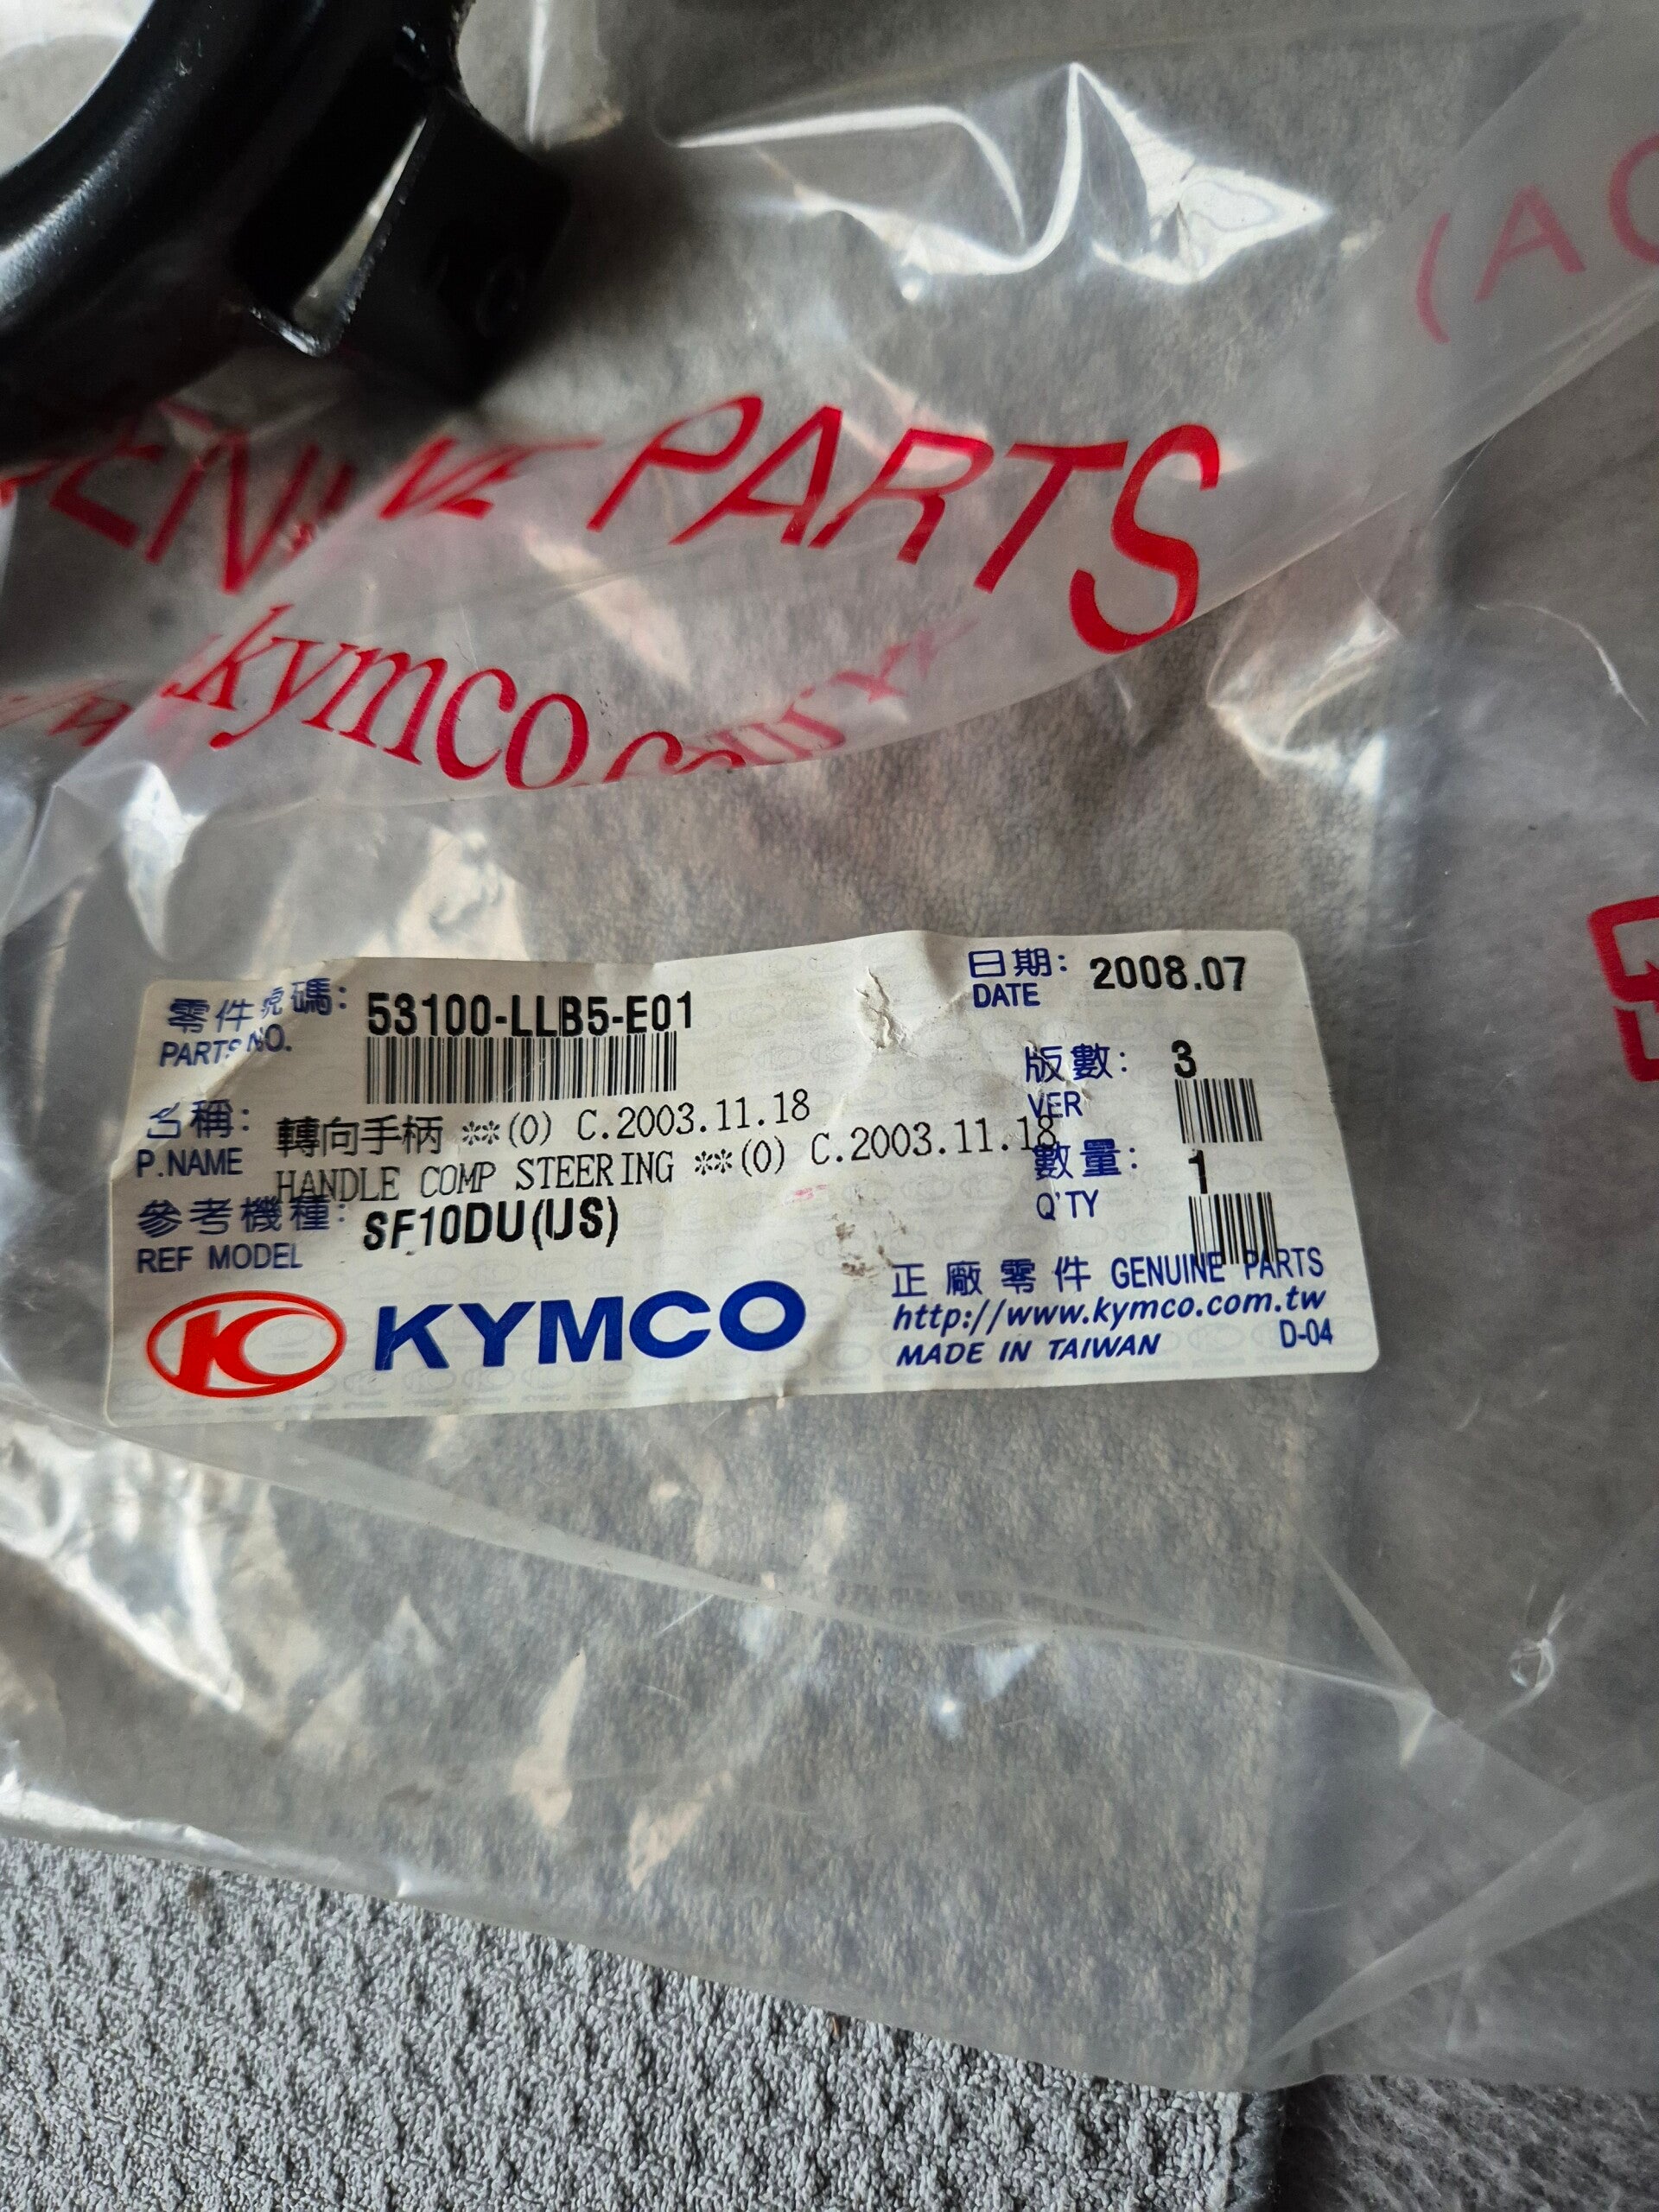 (AC
GENUINE PARTS
kymco.co
零件號碼: 53100-LLB5-E01
PARTS NO.
日期: 2008.07
DATE
名稱: 轉向手柄 **(0) C.2003.11.18
P.NAME HANDLE COMP STEERING **(0) C.2003.11.18
版數: 3
VER
參考機種: SF10DU(US)
REF MODEL
數量: 1
Q'TY
KYMCO
正廠零件 GENUINE PARTS
http://www.kymco.com.tw
MADE IN TAIWAN D-04